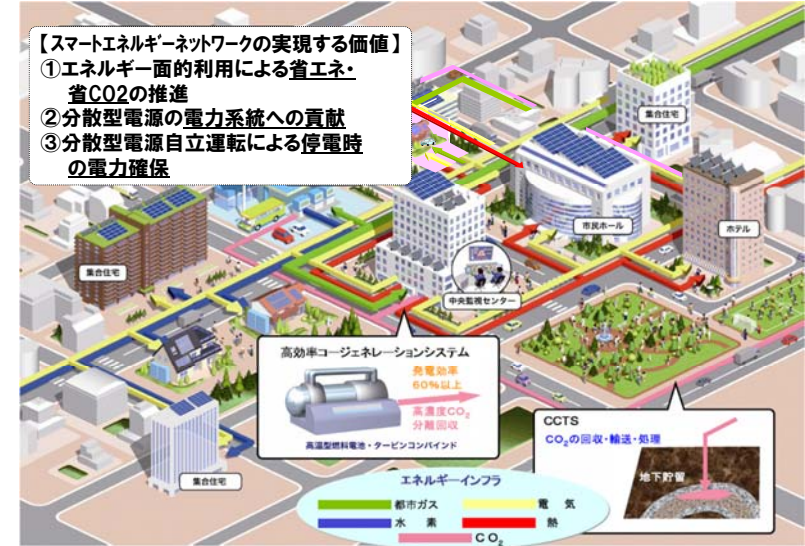 【スマートエネルギーネットワークの実現する価値】
①エネルギー面的利用による省エネ・
省CO2の推進
②分散型電源の電力系統への貢献
③分散型電源自立運転による停電時
の電力確保
集合住宅
市民ホール
ホテル
集合住宅
中央監視センター
高効率コージェネレーションシステム
発電効率
60%以上
高濃度CO₂
分離回収
高温型燃料電池・タービンコンバインド
CCTS
CO₂の回収・輸送・処理
地下貯留
集合住宅
エネルギーインフラ
都市ガス
電気
水素
熱
CO₂